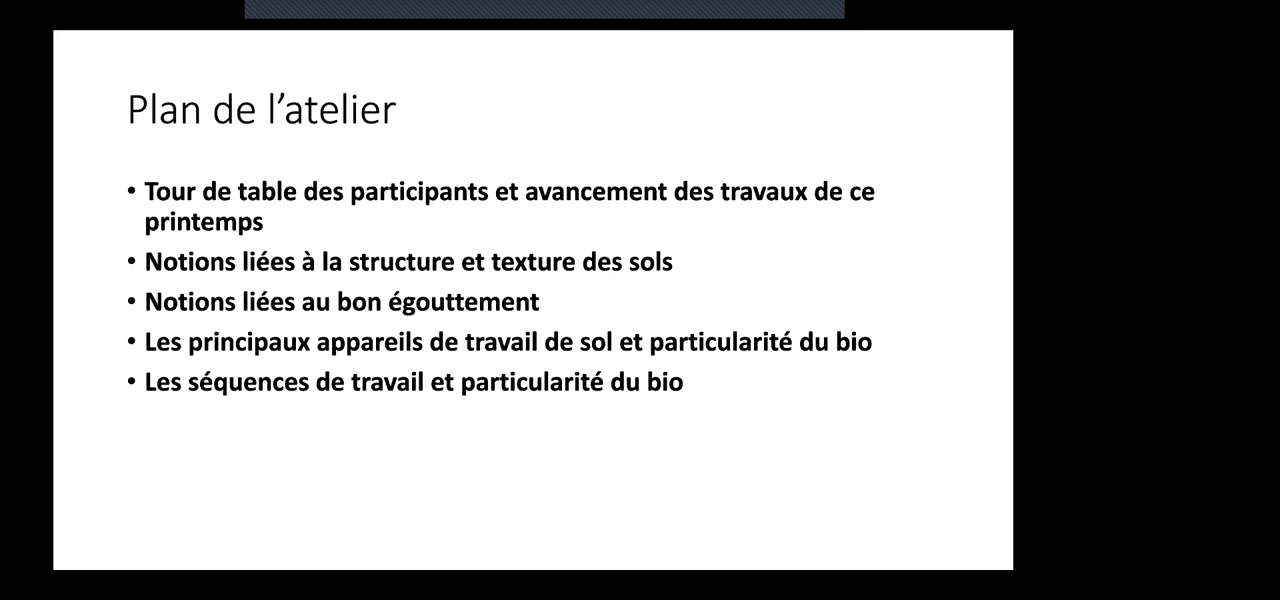 Plan de l’atelier
• Tour de table des participants et avancement des travaux de ce
printemps
• Notions liées à la structure et texture des sols
• Notions liées au bon égouttement
• Les principaux appareils de travail de sol et particularité du bio
• Les séquences de travail et particularité du bio